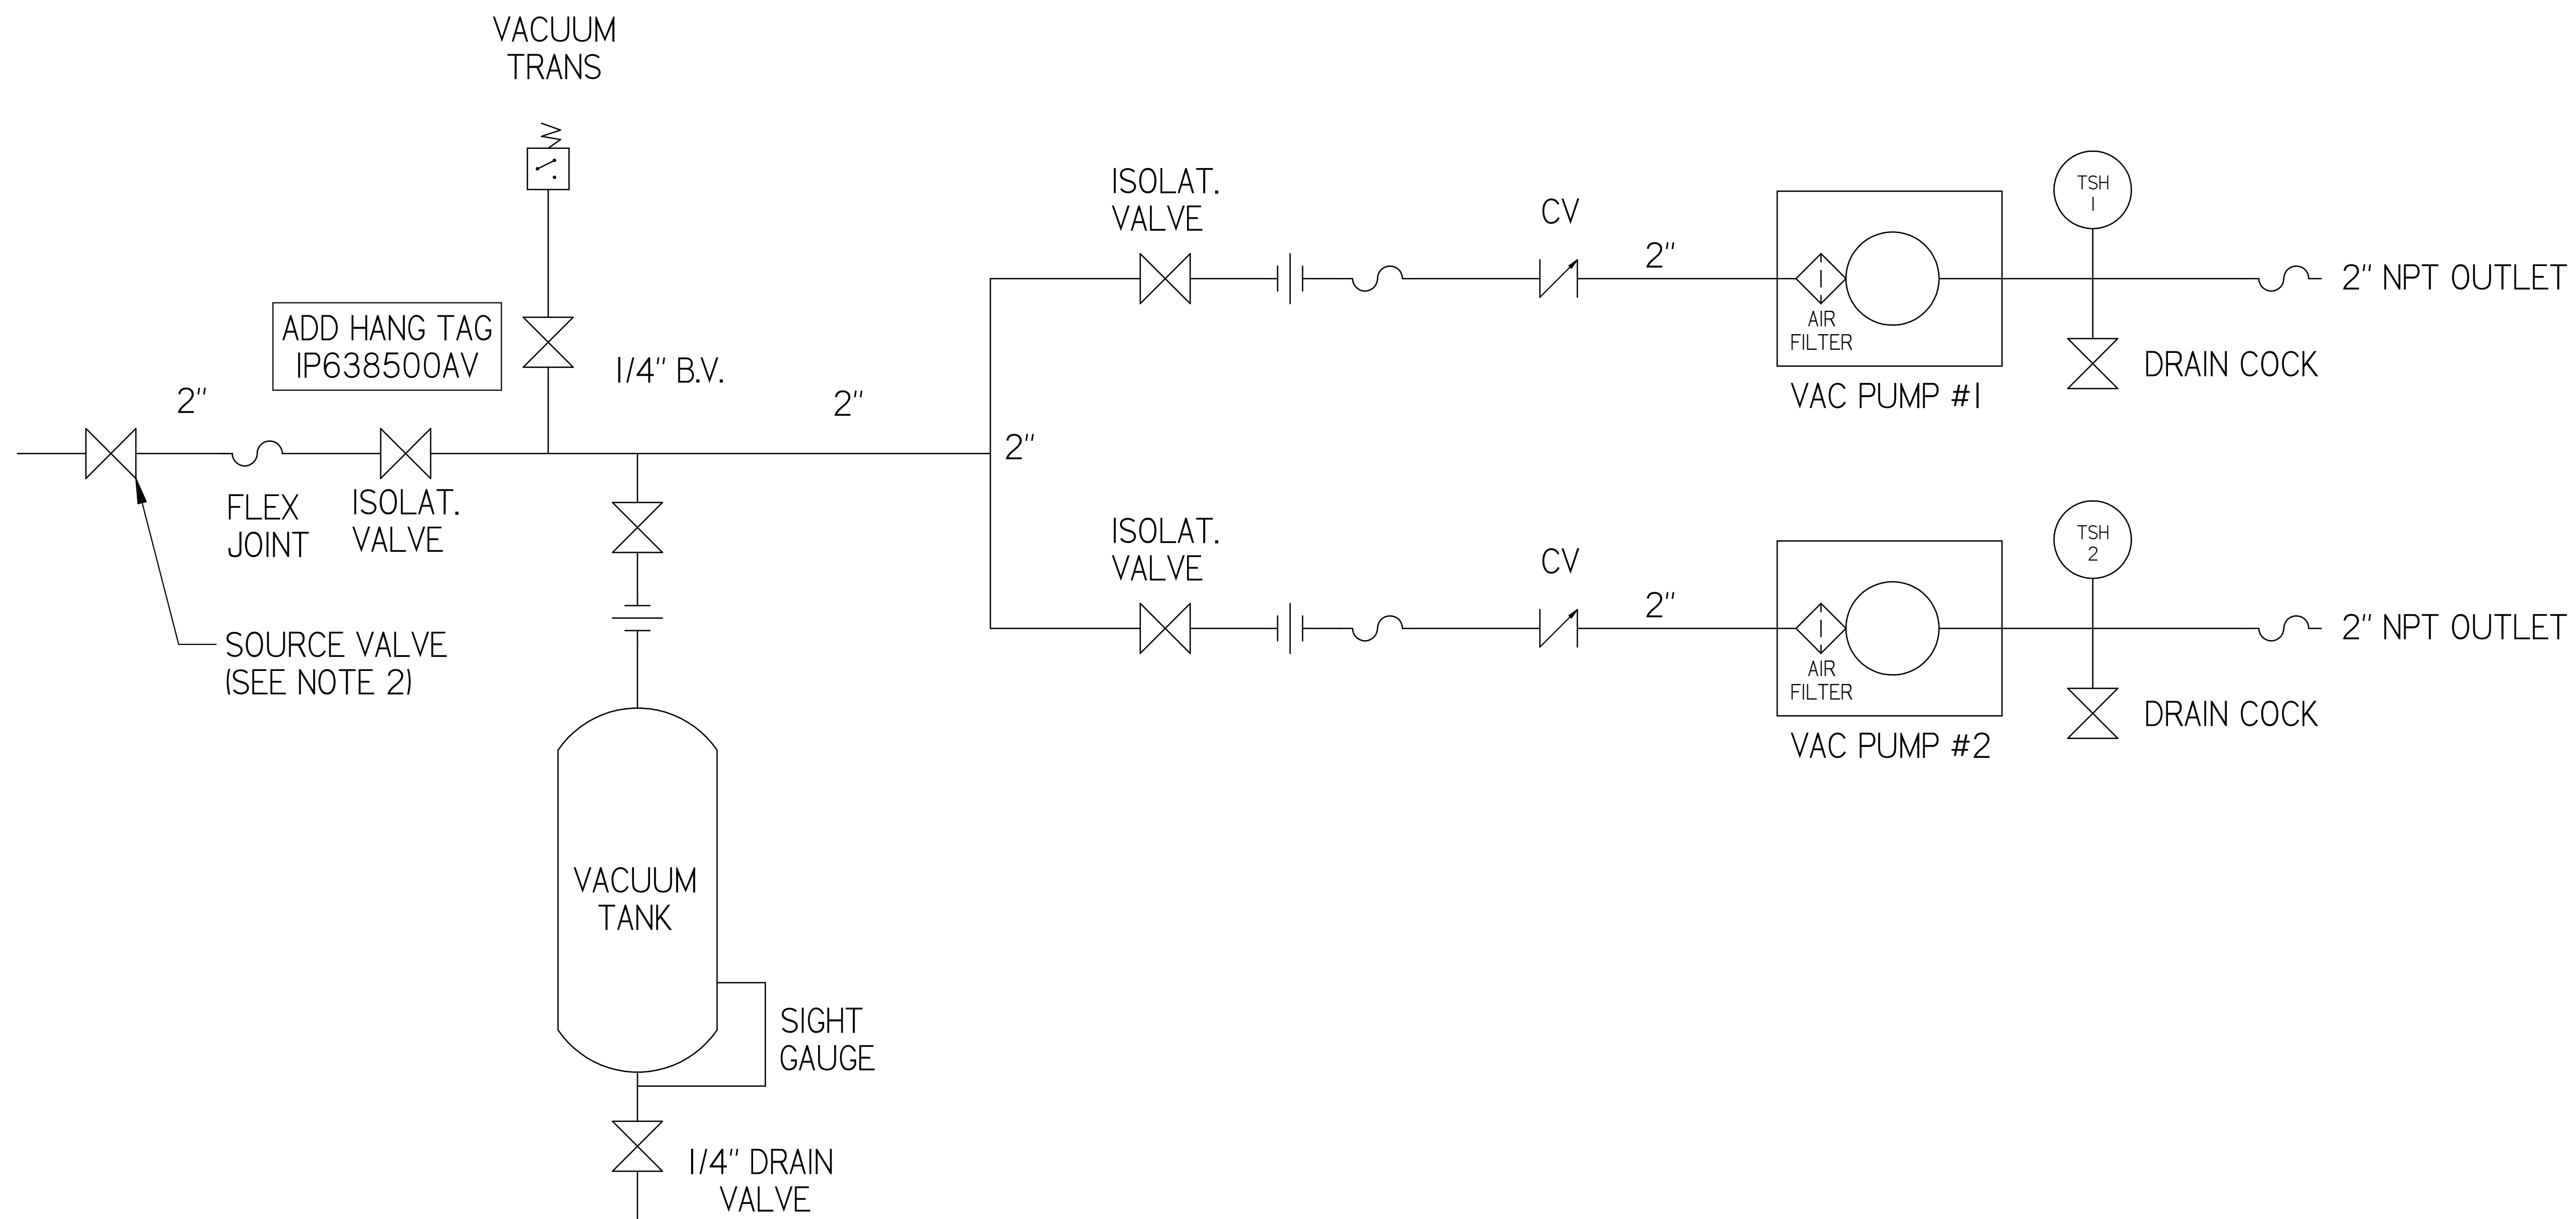 VACUUM
TRANS
ADD HANG TAG
IP638500AV
1/4" B.V.
2"
FLEX
JOINT
ISOLAT.
VALVE
SOURCE VALVE
(SEE NOTE 2)
2"
2"
VACUUM
TANK
SIGHT
GAUGE
1/4" DRAIN
VALVE
ISOLAT.
VALVE
CV
2"
AIR
FILTER
VAC PUMP #1
TSH
1
2" NPT OUTLET
DRAIN COCK
ISOLAT.
VALVE
CV
2"
AIR
FILTER
VAC PUMP #2
TSH
2
2" NPT OUTLET
DRAIN COCK